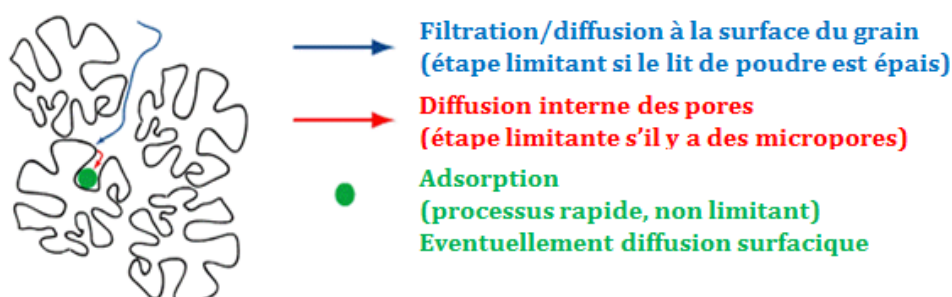 Filtration/diffusion à la surface du grain
(étape limitant si le lit de poudre est épais)
Diffusion interne des pores
(étape limitante s'il y a des micropores)
Adsorption
(processus rapide, non limitant)
Eventuellement diffusion surfacique